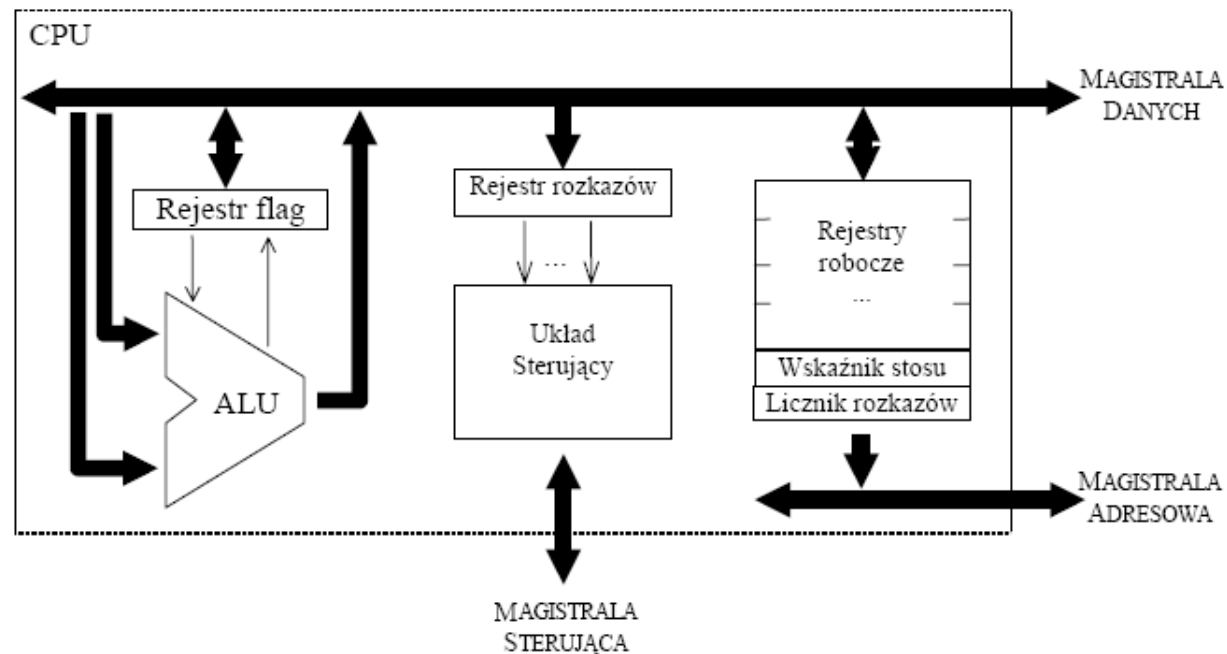 CPU
MAGISTRALA
DANYCH
Rejestr flag
Rejestr rozkazów
...
Rejestry
robocze
...
Układ
Sterujący
ALU
Wskaźnik stosu
Licznik rozkazów
MAGISTRALA
ADRESOWA
MAGISTRALA
STERUJĄCA